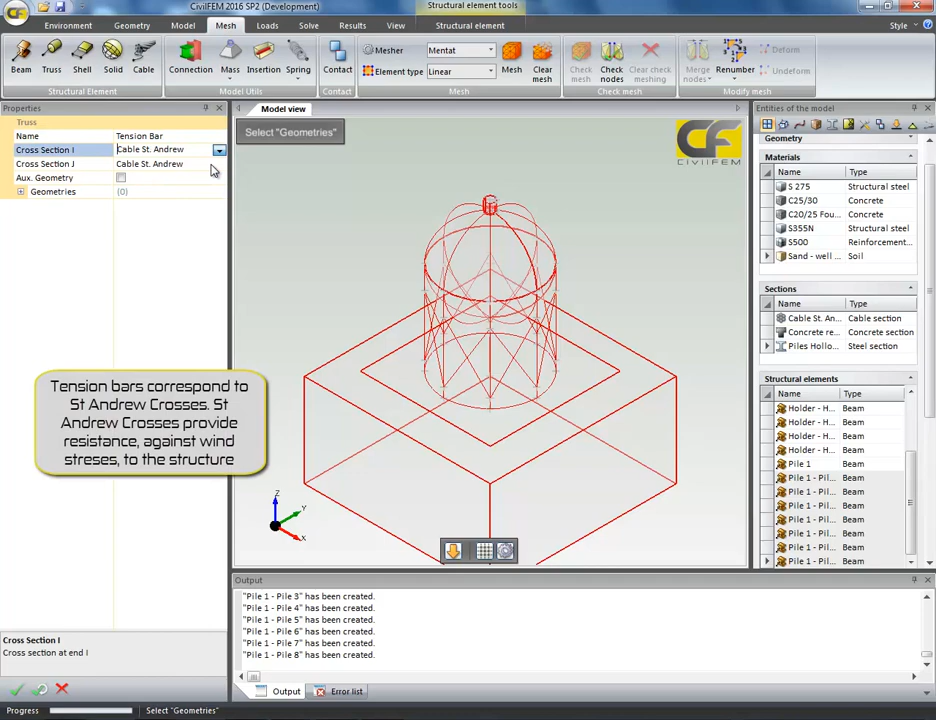 CivilFEM 2016 SP2 (Development)
Structural element tools
Environment Geometry Model Mesh Loads Solve Results View Structural element Style
Beam Truss Shell Solid Cable
Structural Element
Connection Mass Insertion Spring
Model Utils
Contact
Contact
Mesher Mentat
Element type Linear
Mesh Clear mesh
Mesh
Check mesh Check nodes Clear check meshing
Check mesh
Merge nodes Renumber Deform Undeform
Modify mesh
Properties
Truss
Name Tension Bar
Cross Section I Cable St. Andrew
Cross Section J Cable St. Andrew
Aux. Geometry
Geometries {0}
Tension bars correspond to
St Andrew Crosses. St
Andrew Crosses provide
resistance, against wind
streses, to the structure
Cross Section I
Cross section at end I
Model view
Select "Geometries"
CIVILFEM
Z
Y
X
Output
"Pile 1 - Pile 3" has been created.
"Pile 1 - Pile 4" has been created.
"Pile 1 - Pile 5" has been created.
"Pile 1 - Pile 6" has been created.
"Pile 1 - Pile 7" has been created.
"Pile 1 - Pile 8" has been created.
Output Error list
Entities of the model
Geometry
Materials
Name Type
S 275 Structural steel
C25/30 Concrete
C20/25 Fou... Concrete
S355N Structural steel
S500 Reinforcement...
Sand - well ... Soil
Sections
Name Type
Cable St. An... Cable section
Concrete re... Concrete section
Piles Hollo... Steel section
Structural elements
Name Type
Holder - H... Beam
Holder - H... Beam
Holder - H... Beam
Holder - H... Beam
Pile 1 Beam
Pile 1 - Pil... Beam
Pile 1 - Pil... Beam
Pile 1 - Pil... Beam
Pile 1 - Pil... Beam
Pile 1 - Pil... Beam
Pile 1 - Pil... Beam
Pile 1 - Pil... Beam
Progress Select "Geometries"